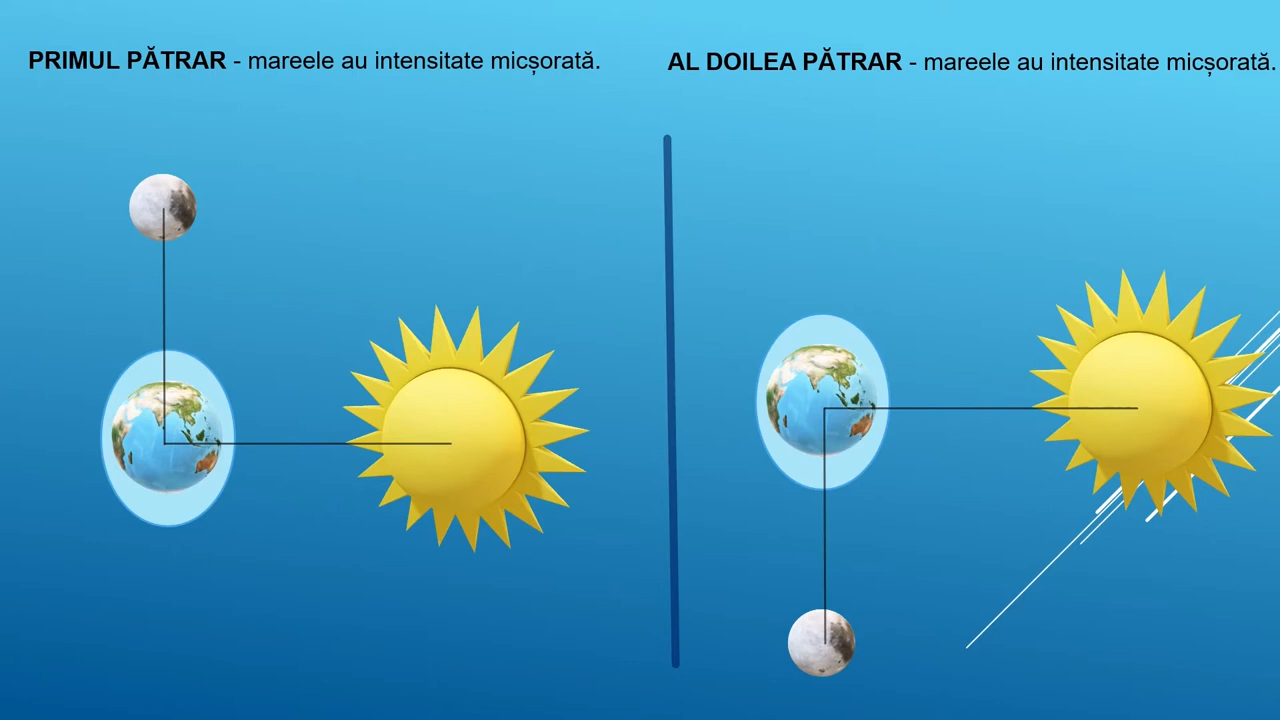 PRIMUL PĂTRAR - mareele au intensitate micșorată.
AL DOILEA PĂTRAR - mareele au intensitate micșorată.